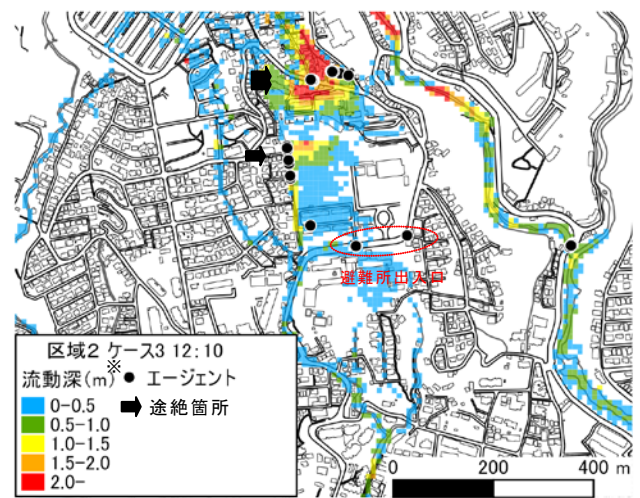 避難所出入口
区域2 ケース3 12:10
流動深(m)※ ● エージェント
0-0.5 ➡ 途絶箇所
0.5-1.0
1.0-1.5
1.5-2.0
2.0-
0 200 400 m